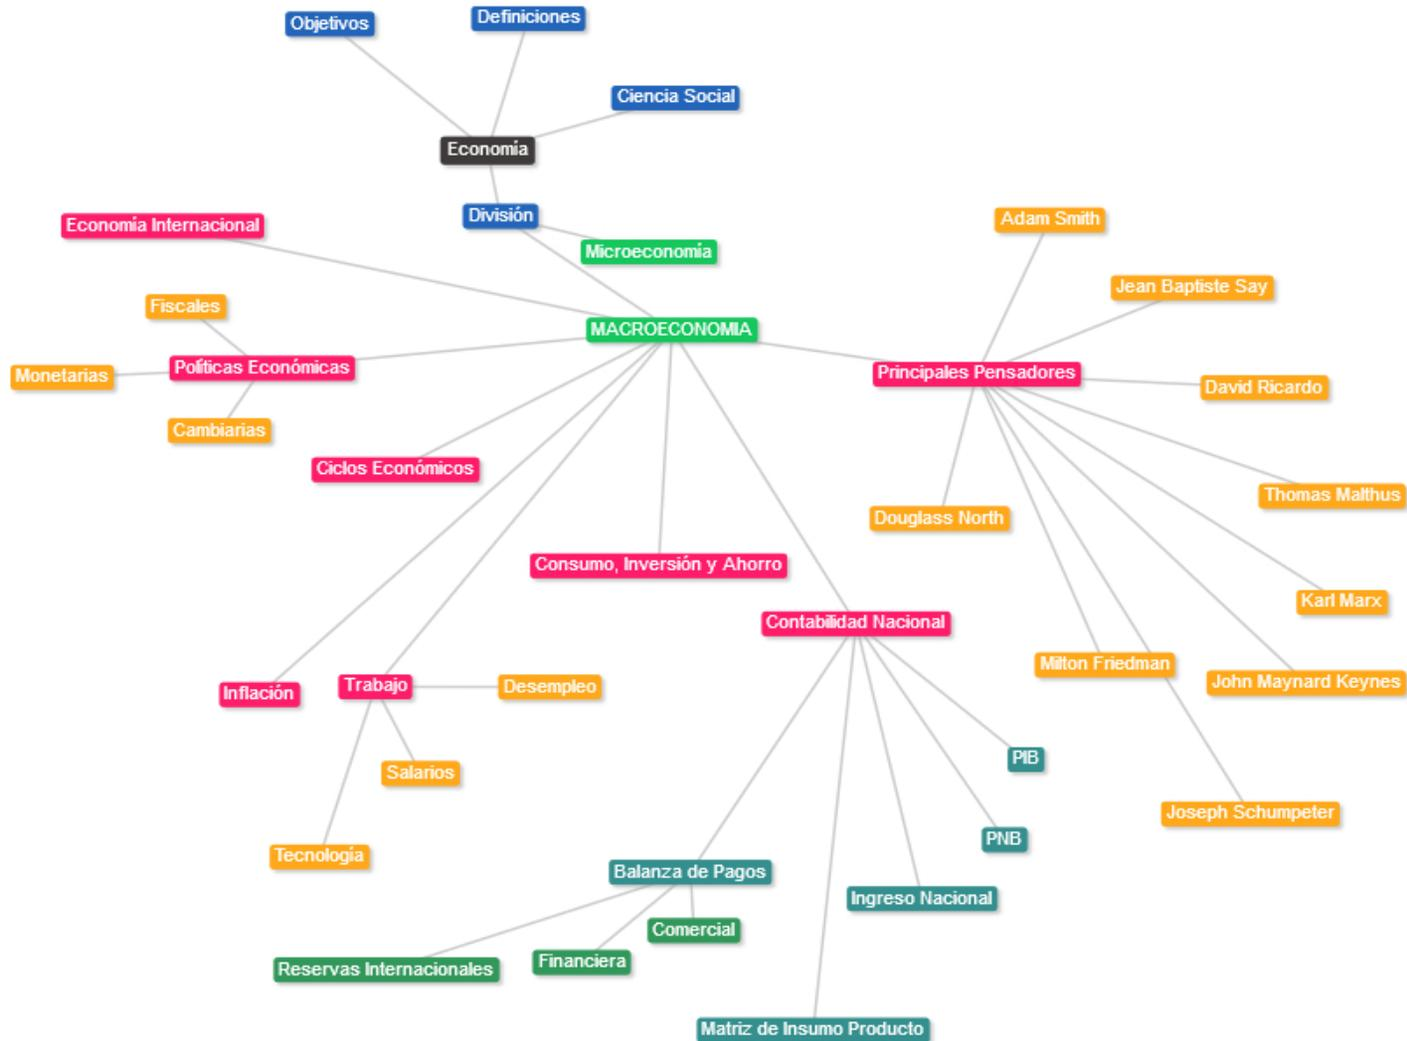 Objetivos
Definiciones
Ciencia Social
Economía
División
Microeconomía
Economía Internacional
Adam Smith
Jean Baptiste Say
Fiscales
MACROECONOMIA
Políticas Económicas
Monetarias
Principales Pensadores
David Ricardo
Cambiarias
Ciclos Económicos
Thomas Malthus
Douglass North
Consumo, Inversión y Ahorro
Karl Marx
Contabilidad Nacional
Milton Friedman
John Maynard Keynes
Inflación
Trabajo
Desempleo
PIB
Salarios
Joseph Schumpeter
PNB
Tecnología
Balanza de Pagos
Ingreso Nacional
Comercial
Financiera
Reservas Internacionales
Matriz de Insumo Producto